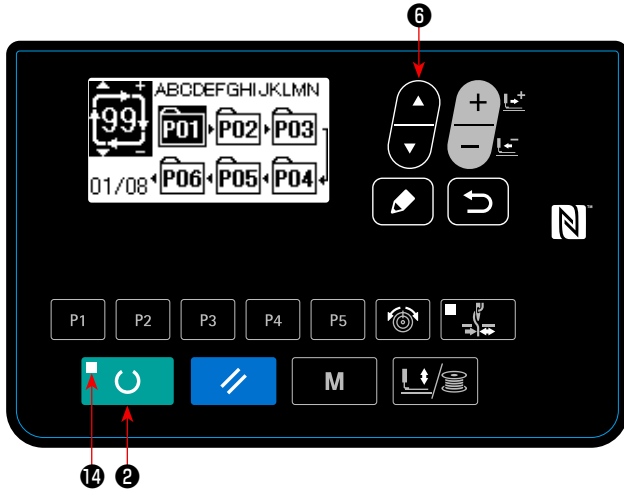 ❻
ABCDEFGHIJKLMN
99 P01 P02 P03
01/08 P06 P05 P04
P1 P2 P3 P4 P5
M
⓮ ❷